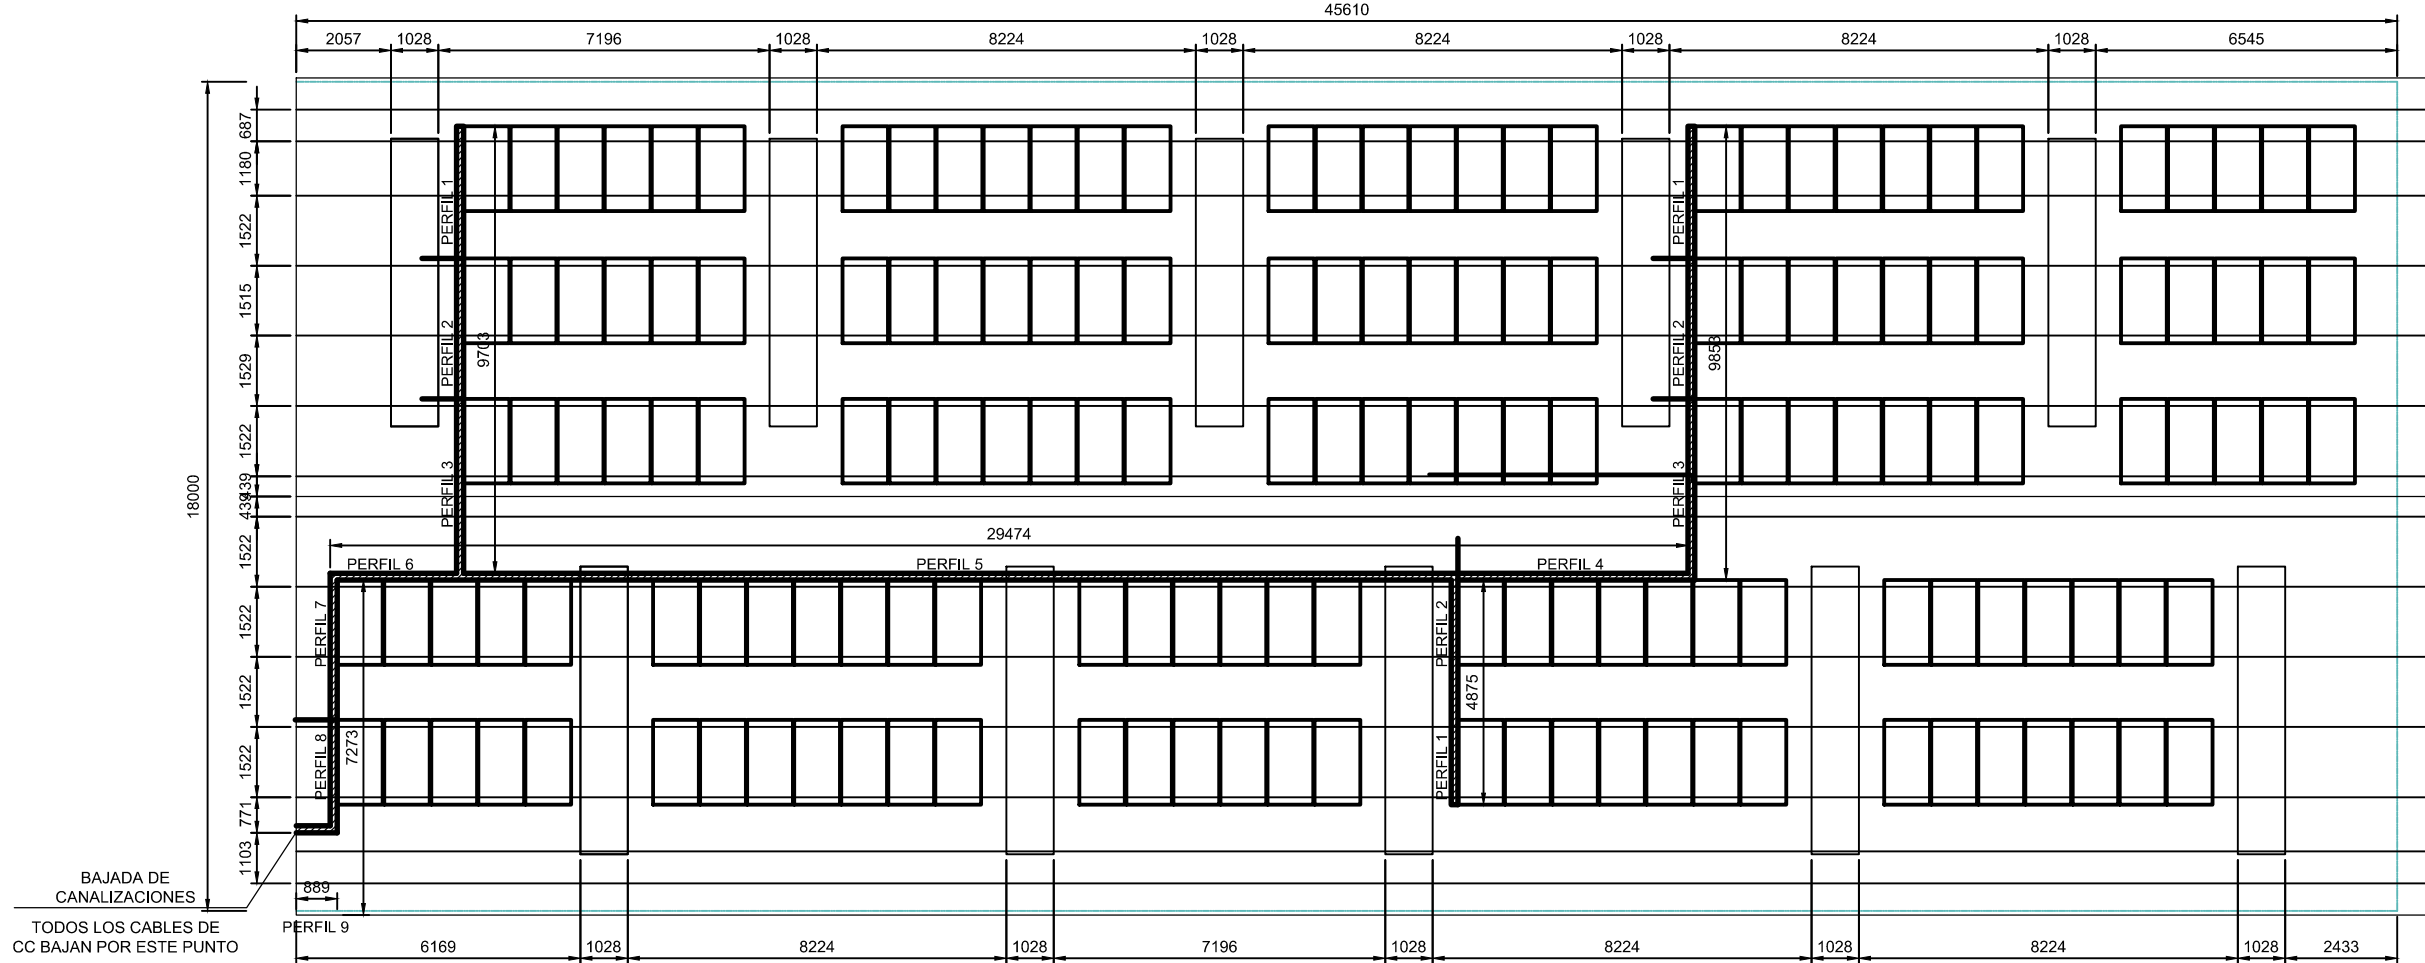 45610
2057 1028 7196 1028 8224 1028 8224 1028 8224 1028 6545
687
1180
1522
1515
1529
1522
439
439
1522
1522
1522
1522
771
1103
18000
PERFIL 1
PERFIL 2
PERFIL 3
9703
PERFIL 1
PERFIL 2
PERFIL 3
9853
29474
PERFIL 6 PERFIL 5 PERFIL 4
PERFIL 7
PERFIL 8
7273
PERFIL 2
PERFIL 1
4875
BAJADA DE
CANALIZACIONES
TODOS LOS CABLES DE
CC BAJAN POR ESTE PUNTO
889
PERFIL 9
6169 1028 8224 1028 7196 1028 8224 1028 8224 1028 2433